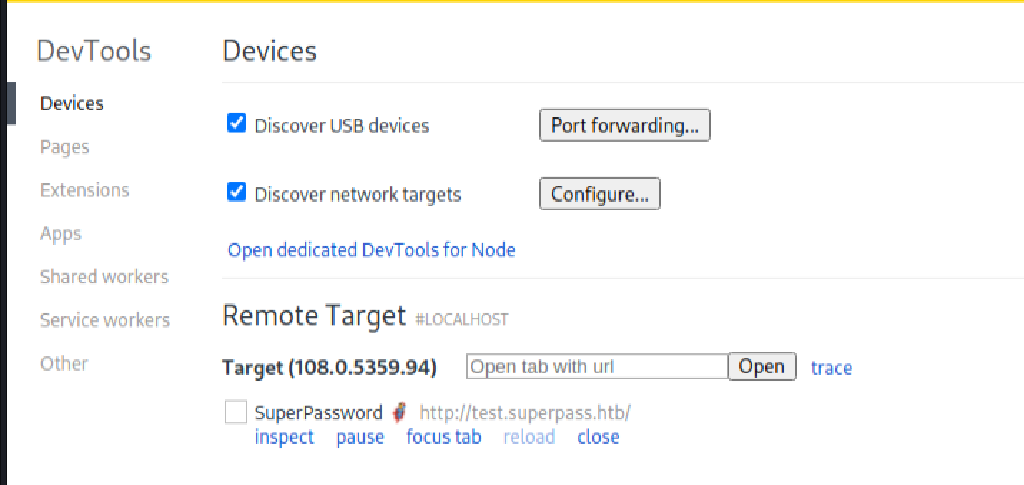 DevTools
Devices
Pages
Extensions
Apps
Shared workers
Service workers
Other
Devices
Discover USB devices Port forwarding...
Discover network targets Configure...
Open dedicated DevTools for Node
Remote Target #LOCALHOST
Target (108.0.5359.94) Open tab with url Open trace
SuperPassword 🦸 http://test.superpass.htb/
inspect pause focus tab reload close